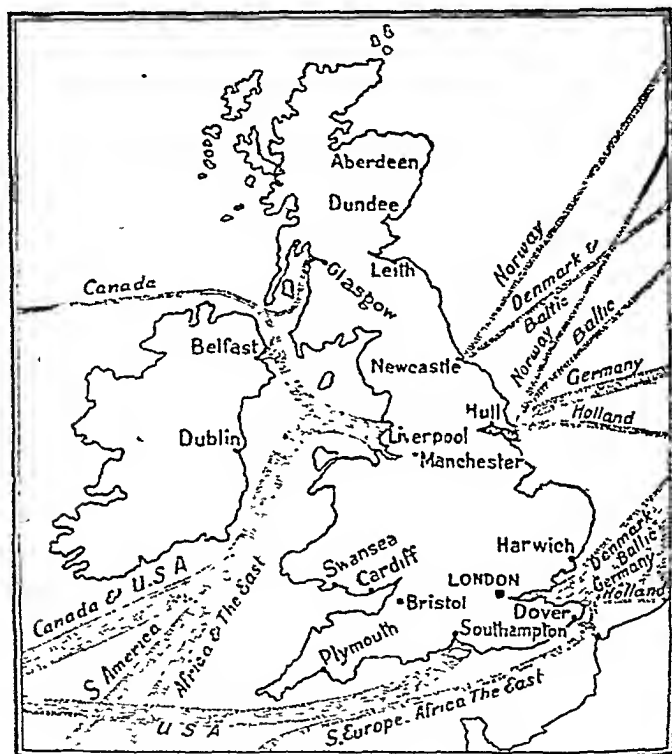 Aberdeen
Dundee
Leith
Glasgow
Canada
Norway
Denmark &
Baltic
Norway
Baltic
Belfast
Newcastle
Germany
Hull
Holland
Dublin
Liverpool
Manchester
Harwich
Denmark
Baltic
Germany
Holland
Swansea
Cardiff
LONDON
Bristol
Dover
Southampton
Plymouth
Canada & U.S.A
S America
Africa & The East
U S A
S. Europe-Africa The East